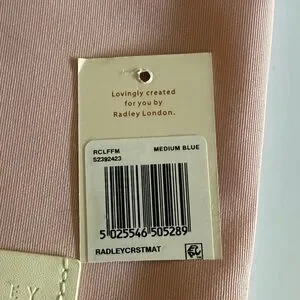 Lovingly created
for you by
Radley London.
RCLFFM MEDIUM BLUE
S2392423
5 025546 505289
RADLEYCRSTMAT
E Y